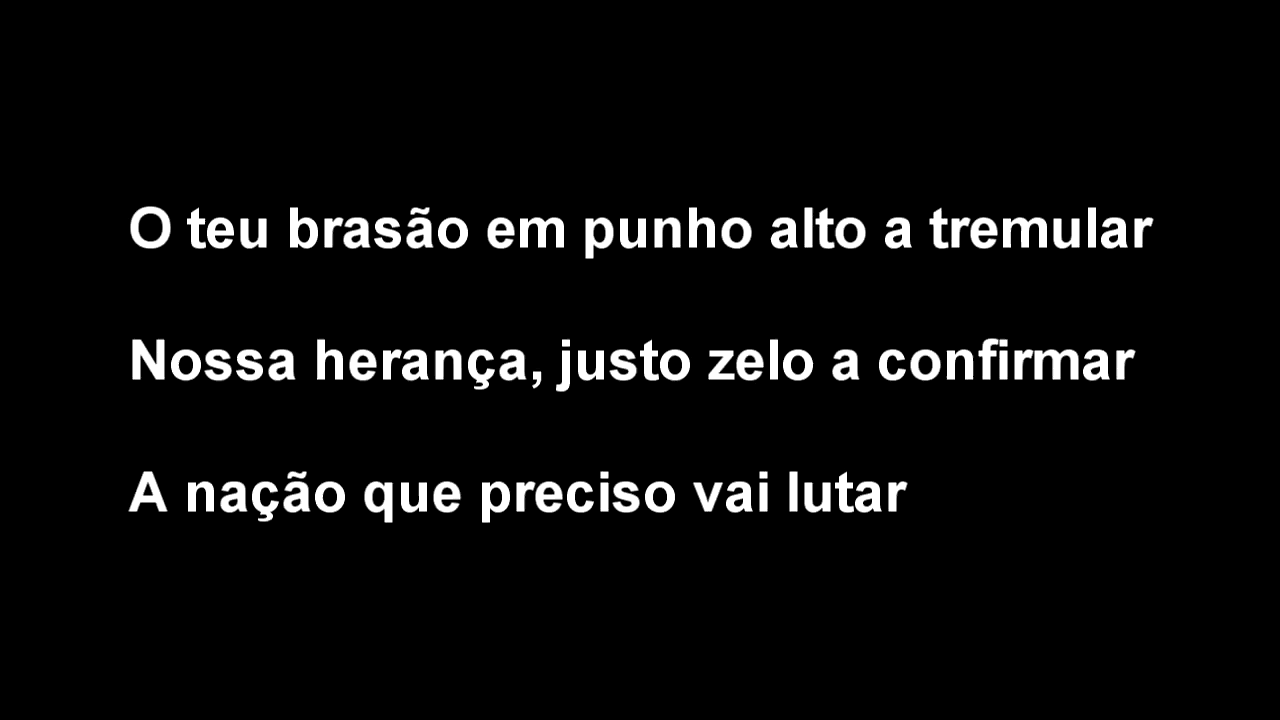 O teu brasão em punho alto a tremular
Nossa herança, justo zelo a confirmar
A nação que preciso vai lutar